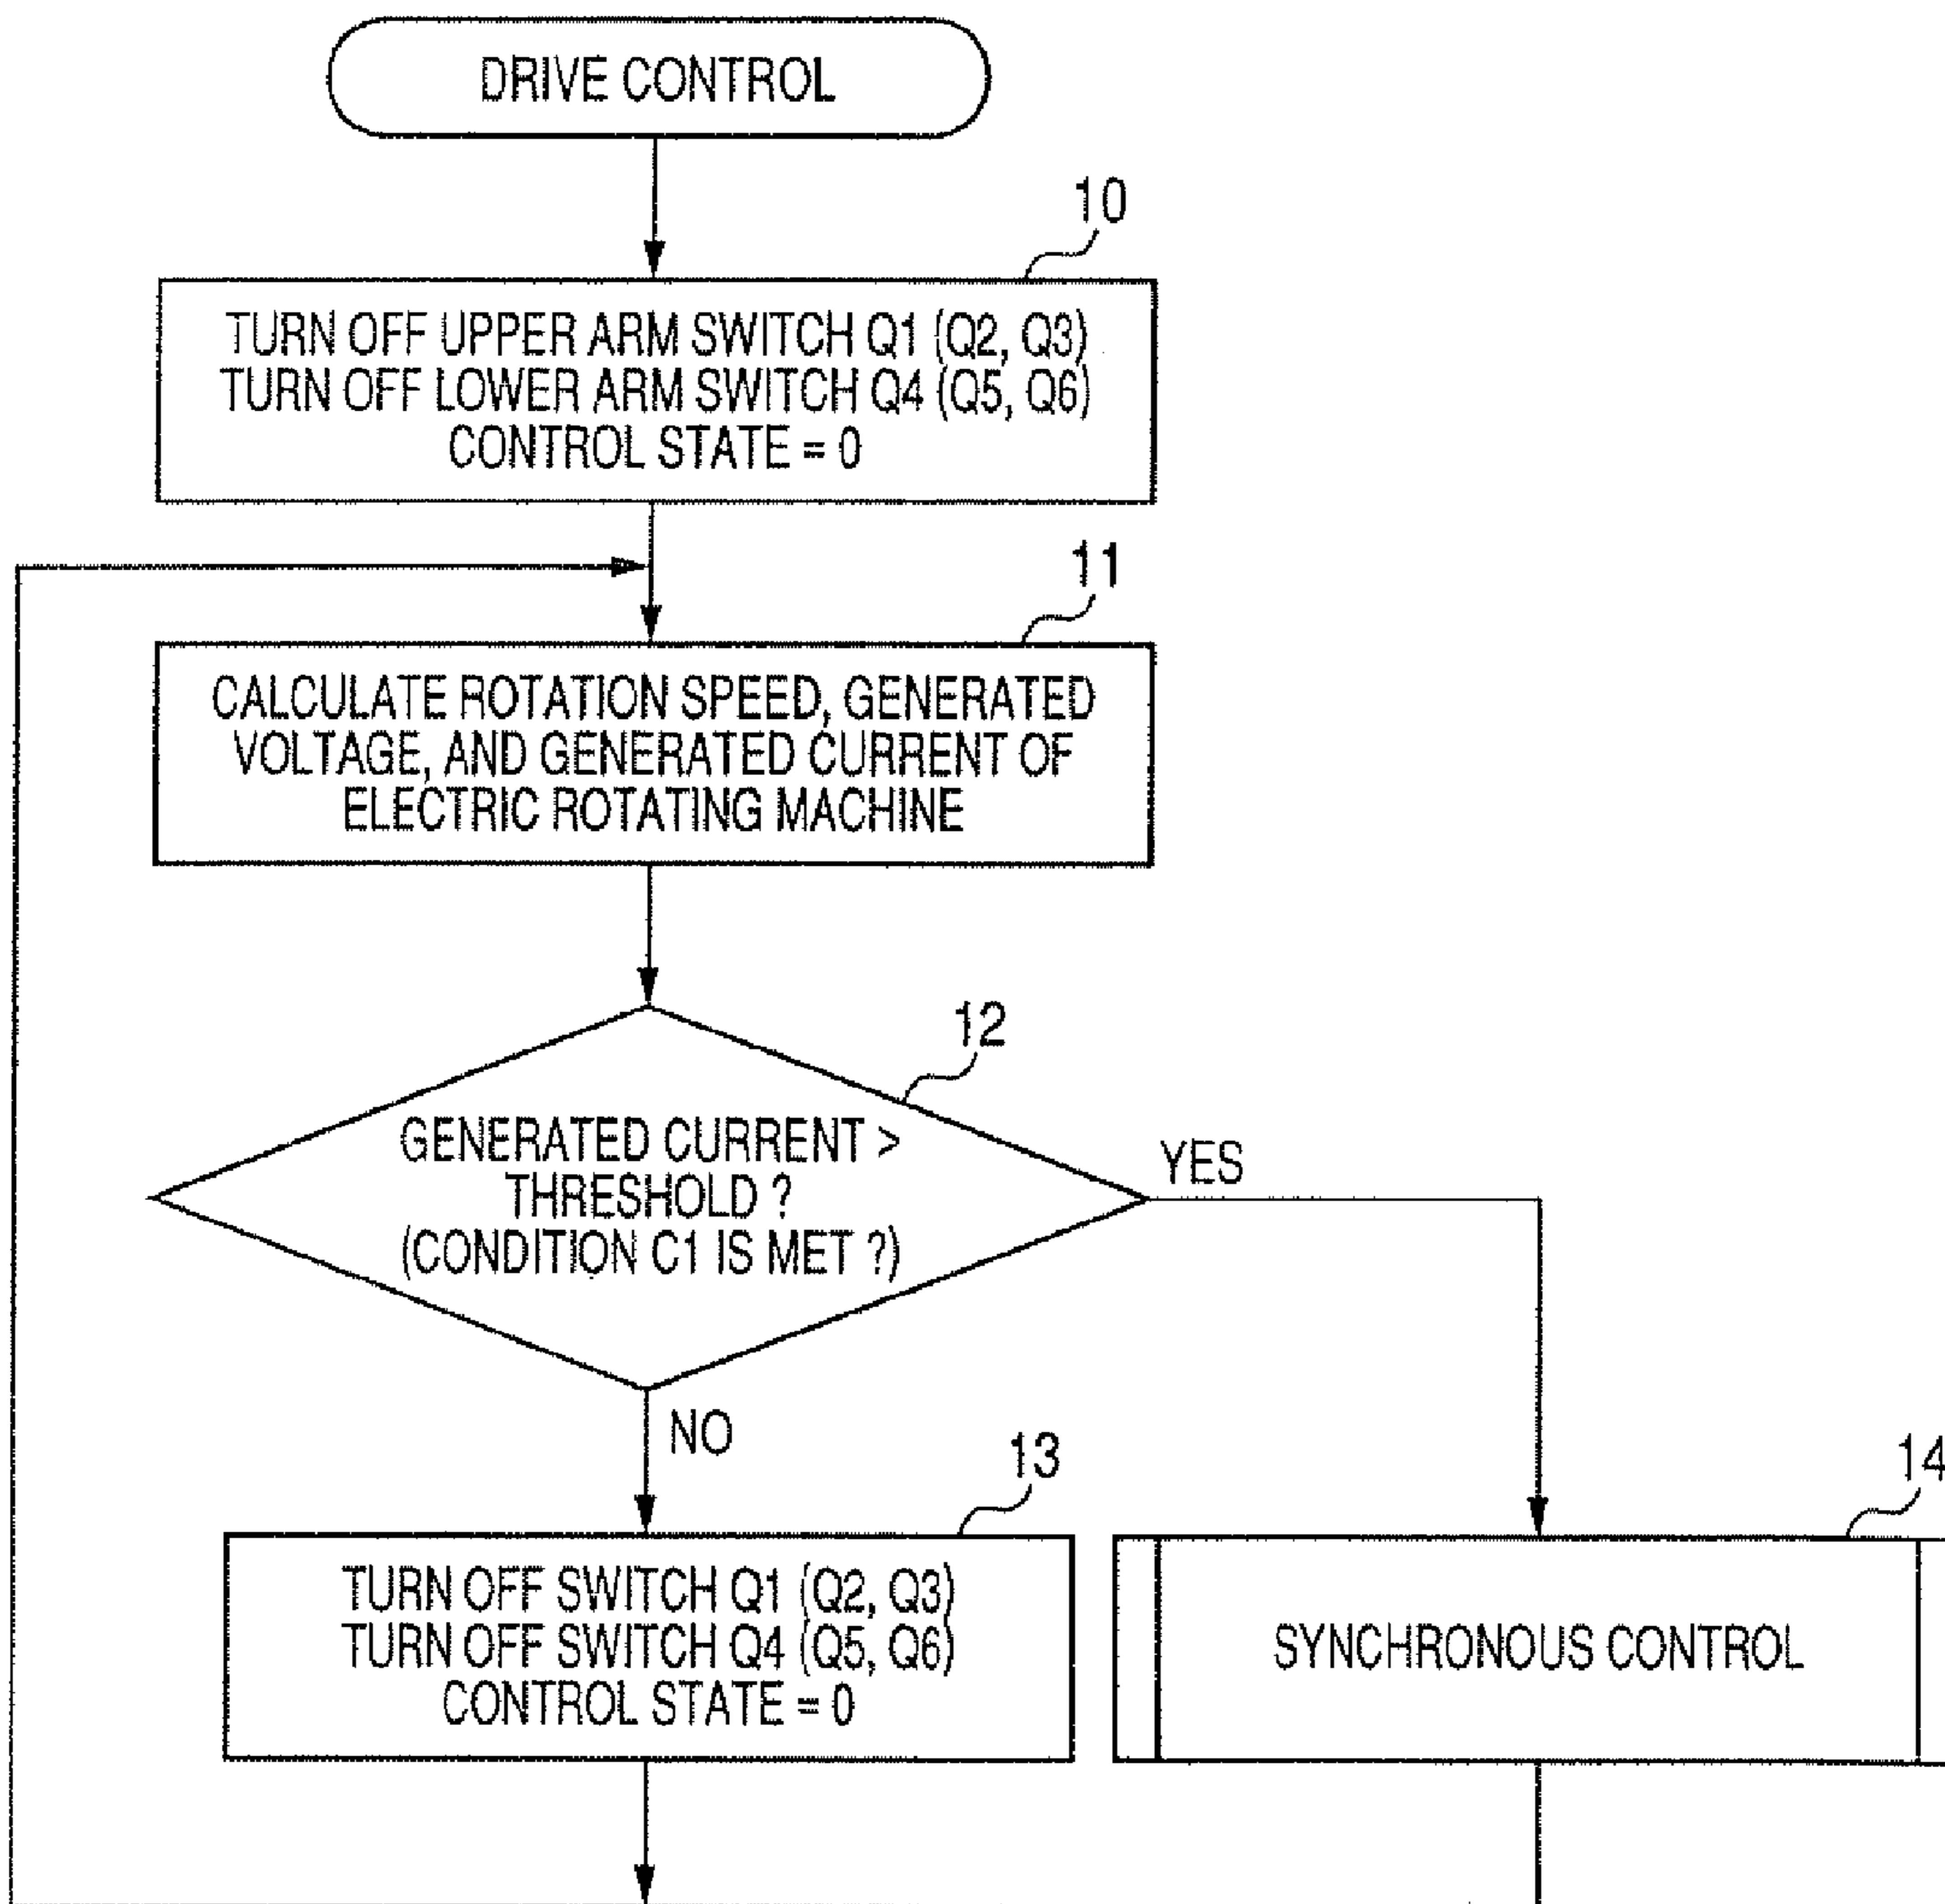 DRIVE CONTROL
10
TURN OFF UPPER ARM SWITCH Q1 (Q2, Q3)
TURN OFF LOWER ARM SWITCH Q4 (Q5, Q6)
CONTROL STATE = 0
11
CALCULATE ROTATION SPEED, GENERATED
VOLTAGE, AND GENERATED CURRENT OF
ELECTRIC ROTATING MACHINE
12
GENERATED CURRENT >
THRESHOLD ?
(CONDITION C1 IS MET ?)
YES
NO
13
TURN OFF SWITCH Q1 (Q2, Q3)
TURN OFF SWITCH Q4 (Q5, Q6)
CONTROL STATE = 0
14
SYNCHRONOUS CONTROL